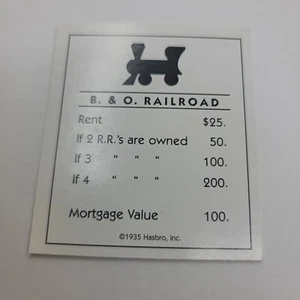 B. & O. RAILROAD
Rent $25.
If 2 R.R.'s are owned 50.
If 3 " " " 100.
If 4 " " " 200.
Mortgage Value 100.
©1935 Hasbro, Inc.